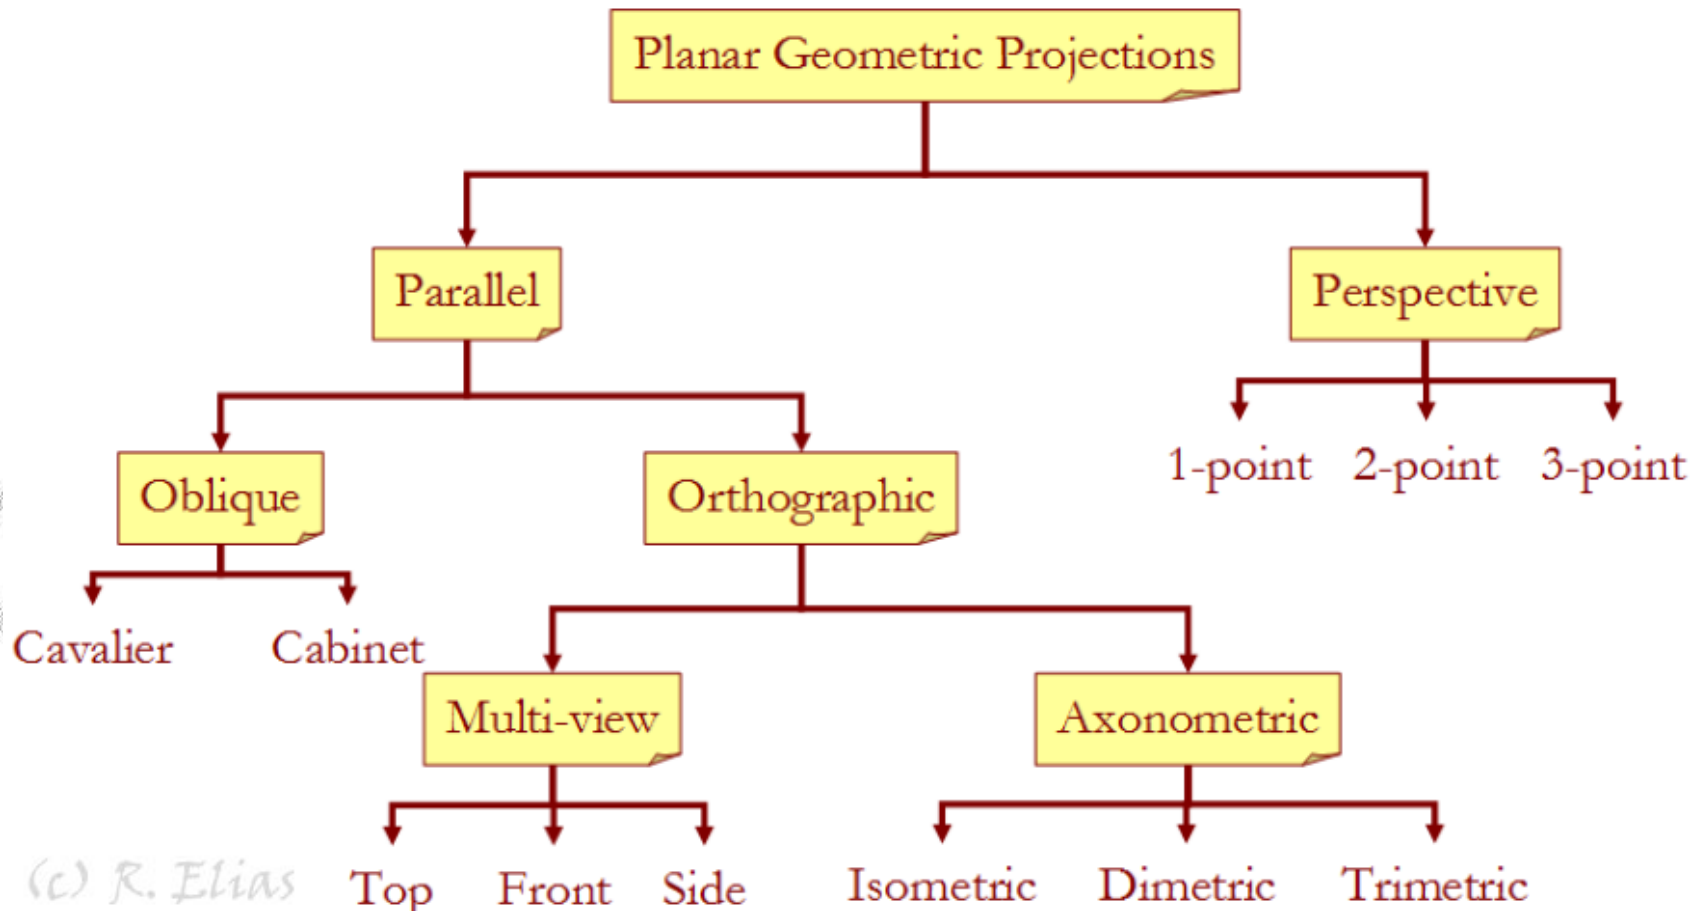 Planar Geometric Projections
Parallel
Perspective
Oblique
Orthographic
1-point 2-point 3-point
Cavalier Cabinet
Multi-view
Axonometric
Top Front Side
Isometric Dimetric Trimetric
(c) R. Elias